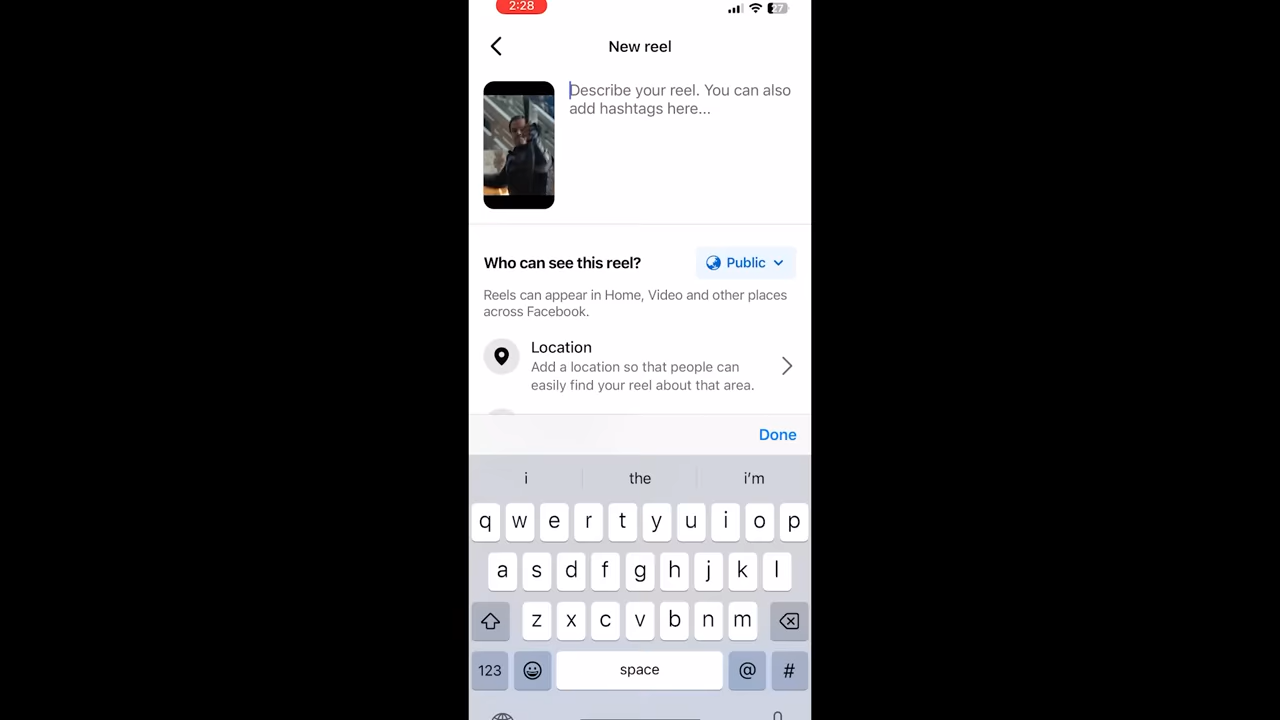 2:28
27
New reel
Describe your reel. You can also
add hashtags here...
Who can see this reel?
Public
Reels can appear in Home, Video and other places
across Facebook.
Location
Add a location so that people can
easily find your reel about that area.
Done
i the i'm
q w e r t y u i o p
a s d f g h j k l
z x c v b n m
123 space @ #